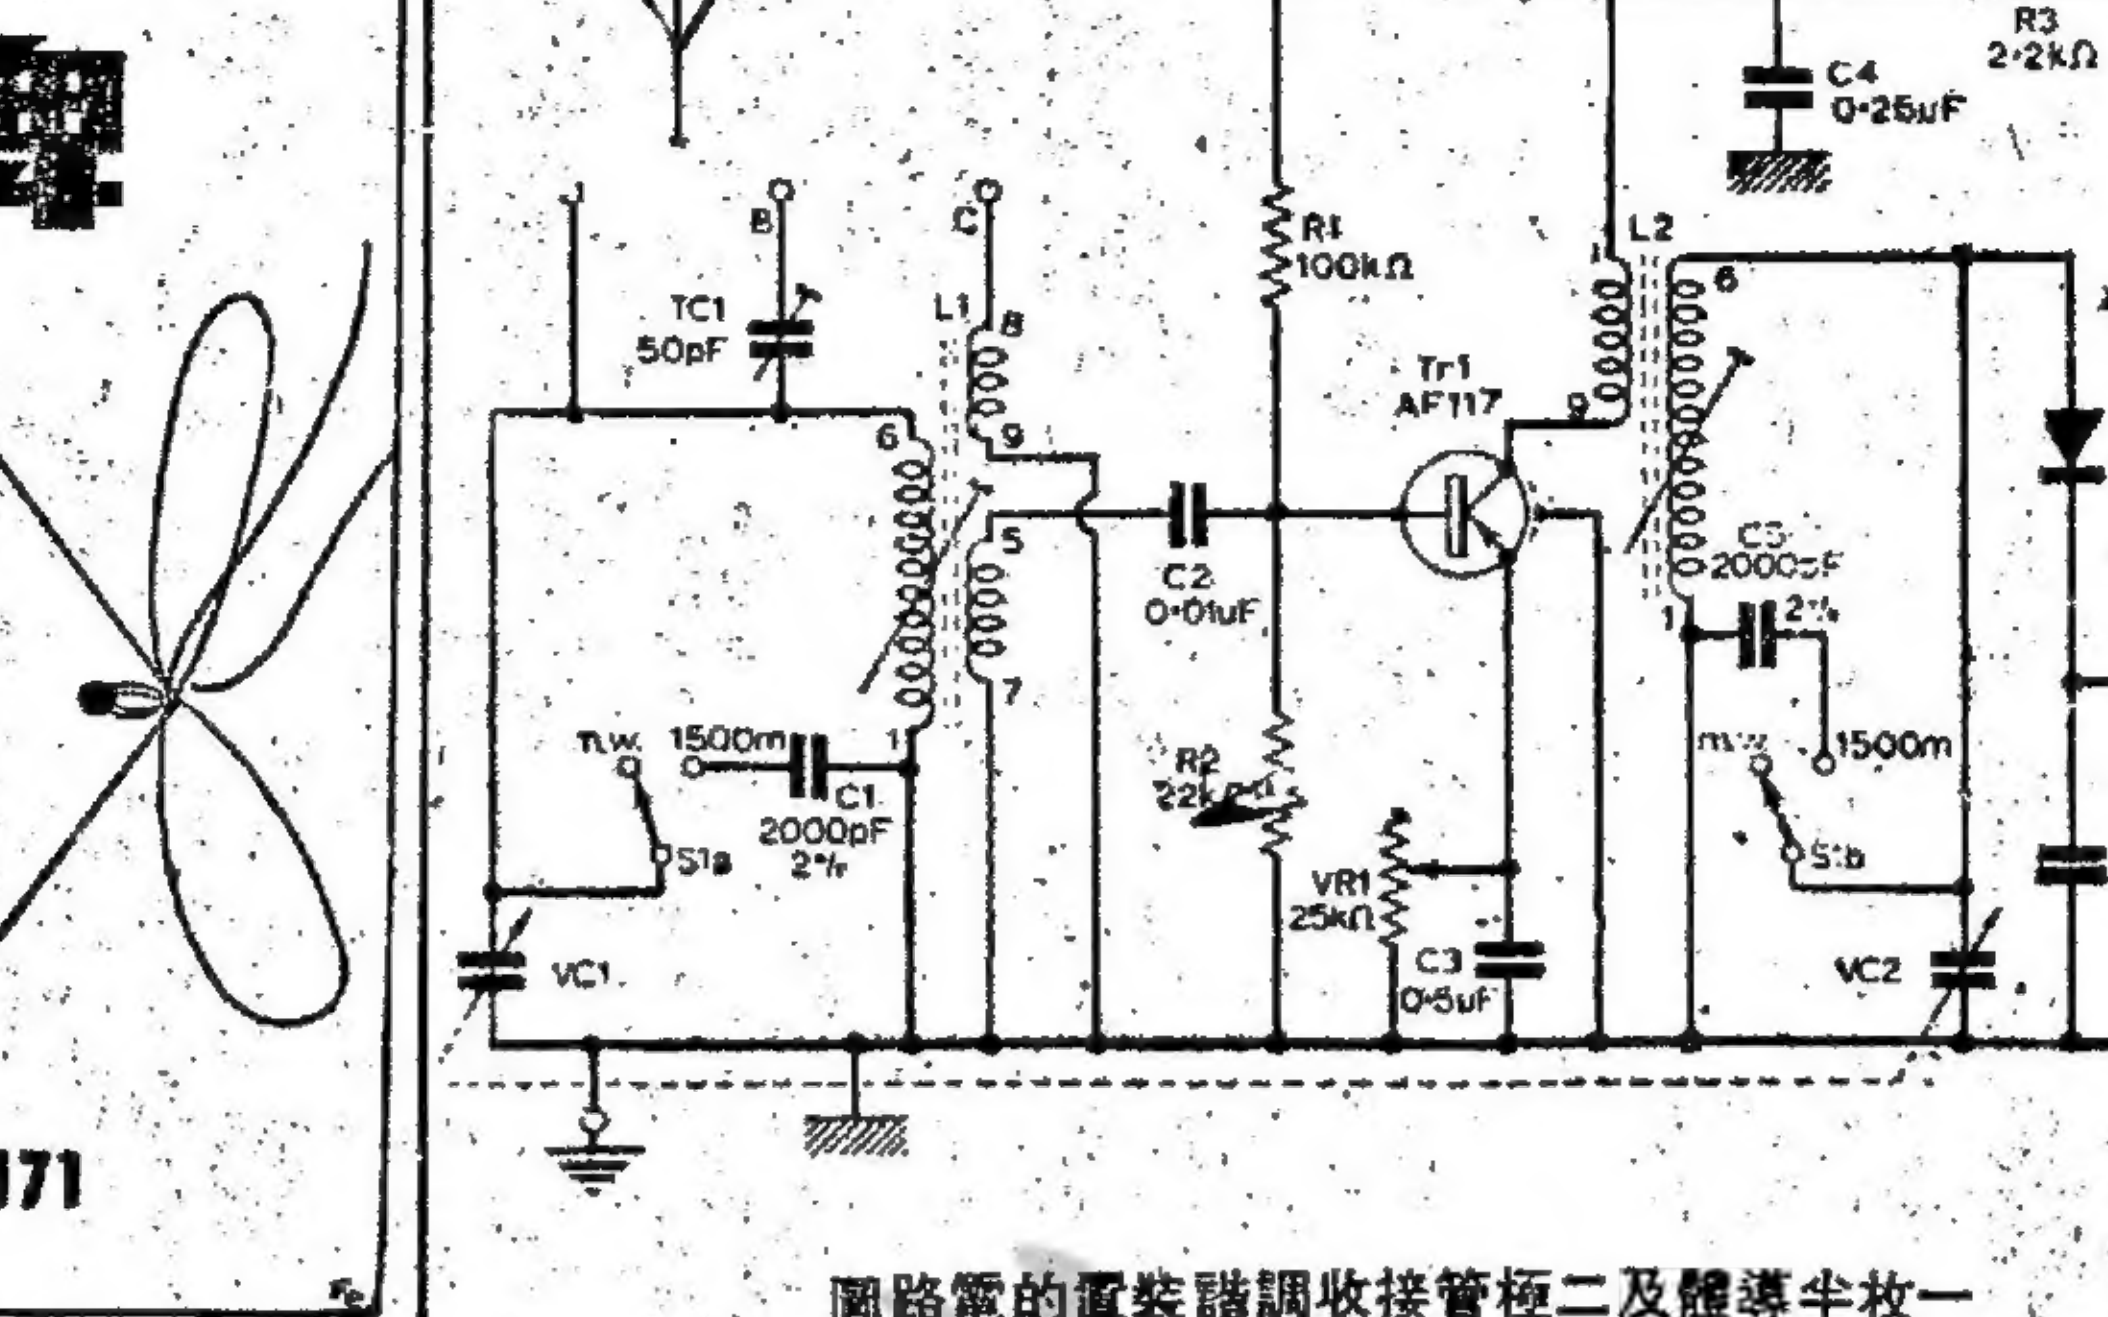 R3
2·2kΩ
C4
0·25uF
B
C
R1
100kΩ
L2
1
6
TC1
50pF
L1
8
Tr1
AF117
9
6
9
5
C2
0·01uF
C5
2000pF
2%
1
7
m.w.
1500m
1
C1
2000pF
2%
S1a
R2
22k
m.w.
1500m
S1b
VR1
25kΩ
VC1
C3
0·5uF
VC2
171
圖路電的置裝諧調收接管極二及體導半枚一